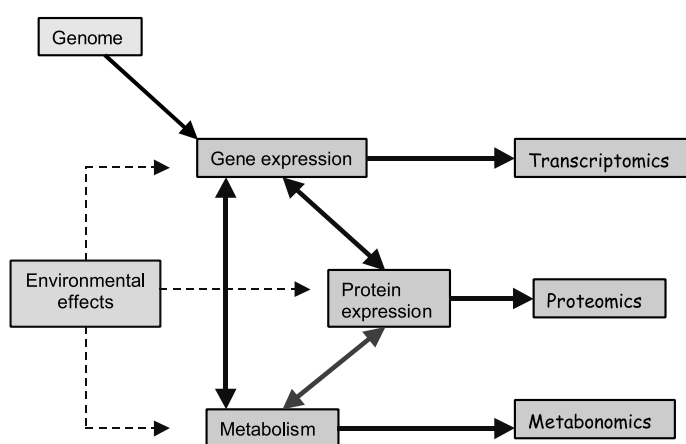 Genome
Gene expression
Transcriptomics
Environmental
effects
Protein
expression
Proteomics
Metabolism
Metabonomics